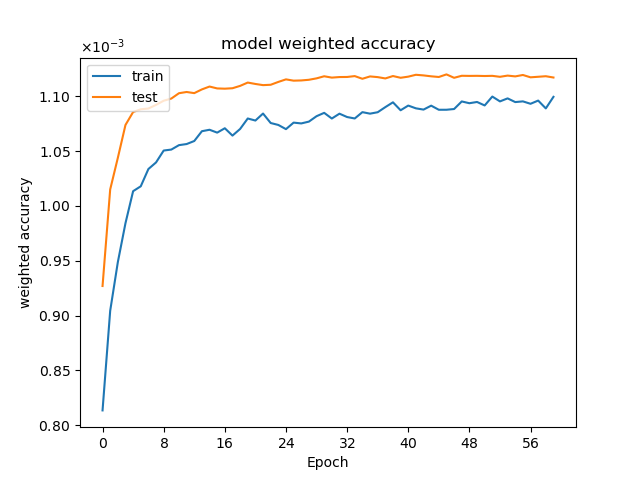 ×10⁻³
model weighted accuracy
train
test
1.10
1.05
1.00
0.95
0.90
0.85
0.80
weighted accuracy
0 8 16 24 32 40 48 56
Epoch